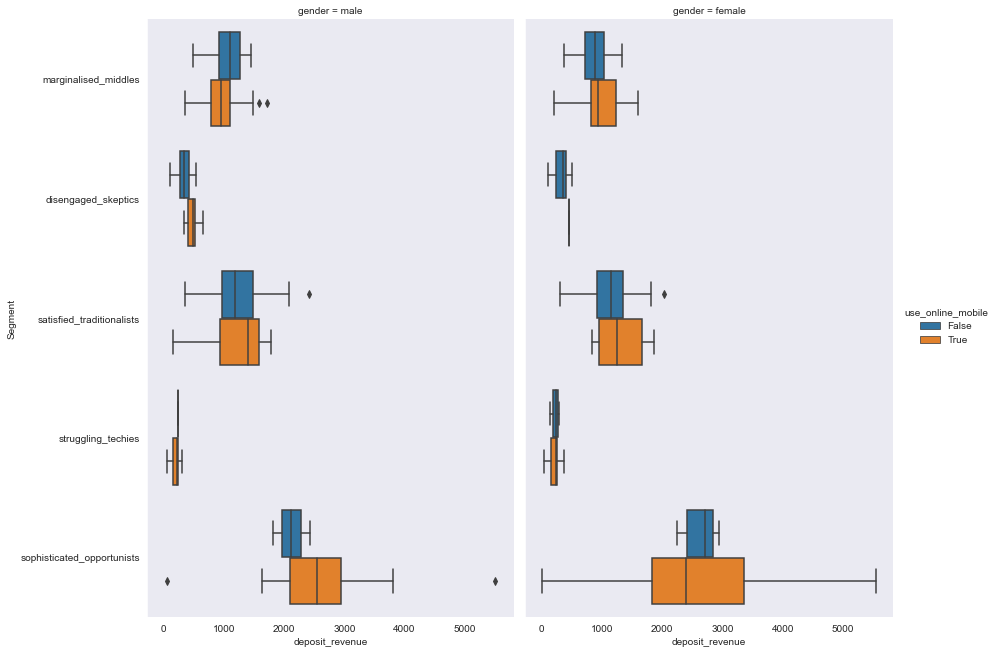 gender = male
gender = female
marginalised_middles
disengaged_skeptics
satisfied_traditionalists
struggling_techies
sophisticated_opportunists
Segment
0 1000 2000 3000 4000 5000
deposit_revenue
0 1000 2000 3000 4000 5000
deposit_revenue
use_online_mobile
False
True